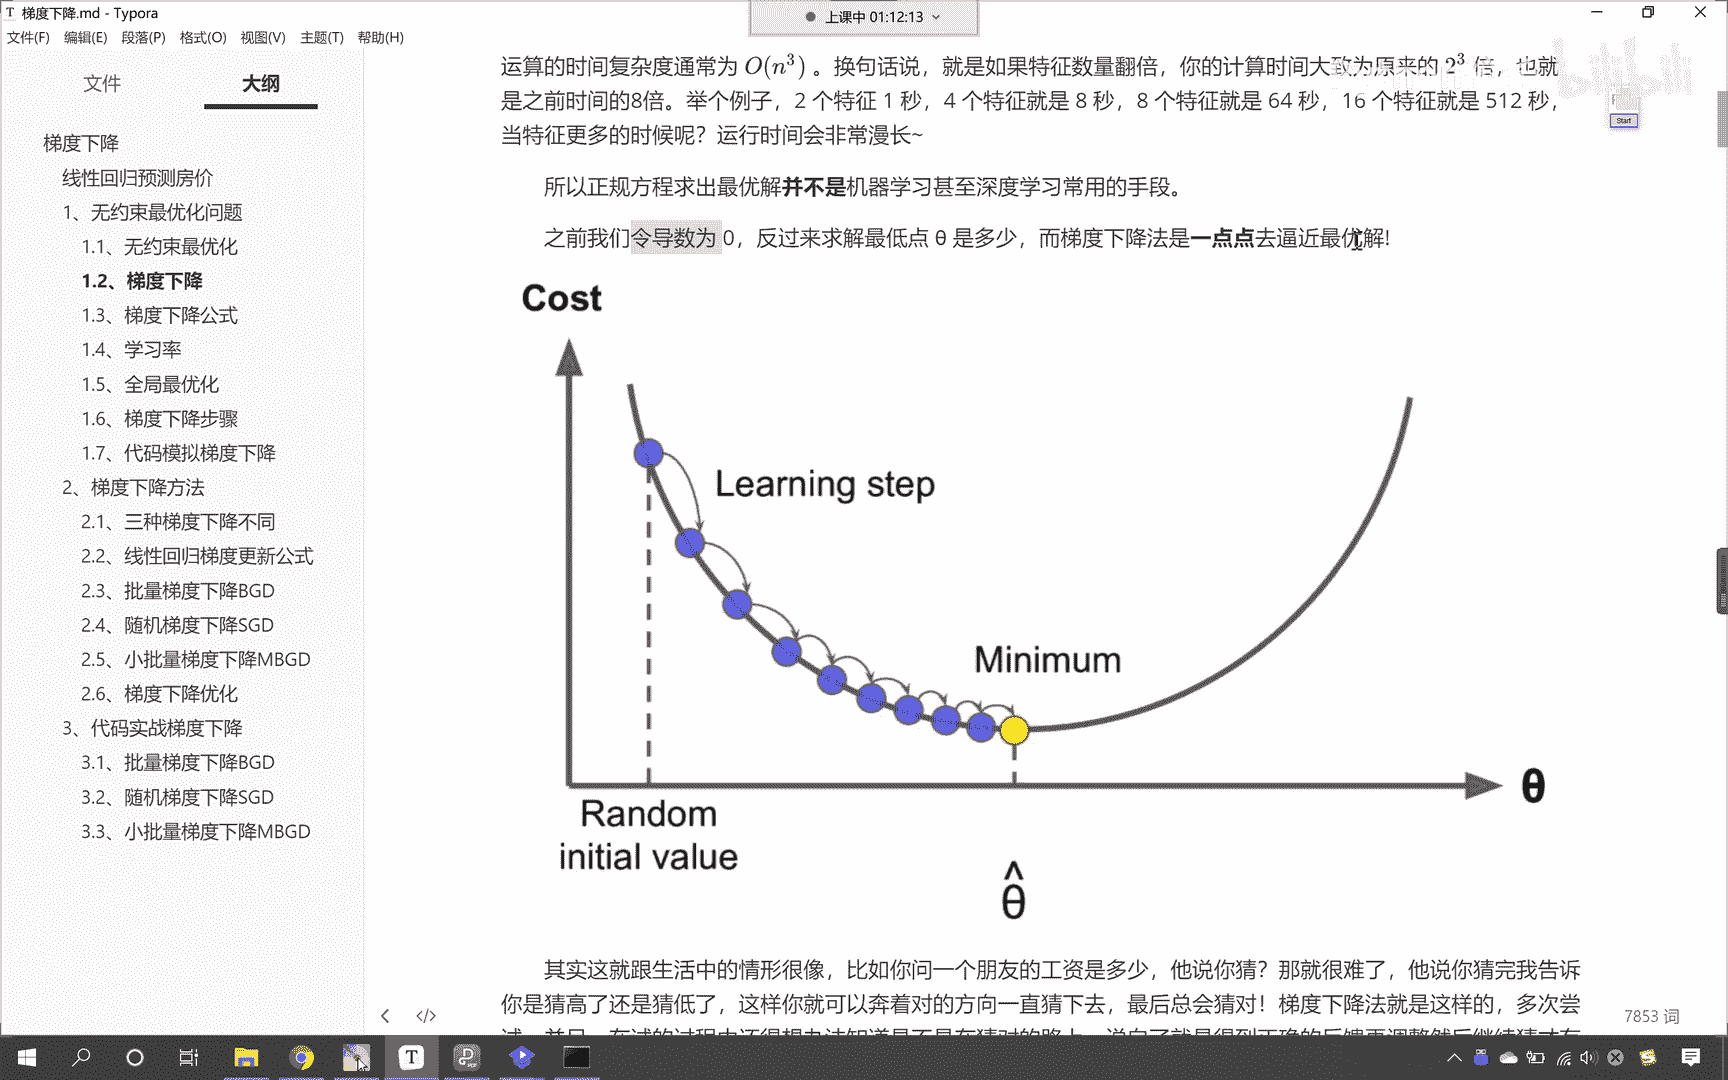 梯度下降.md - Typora
上课中 01:12:13
文件(F) 编辑(E) 段落(P) 格式(O) 视图(V) 主题(T) 帮助(H)
文件 大纲
梯度下降
线性回归预测房价
1、无约束最优化问题
1.1、无约束最优化
1.2、梯度下降
1.3、梯度下降公式
1.4、学习率
1.5、全局最优化
1.6、梯度下降步骤
1.7、代码模拟梯度下降
2、梯度下降方法
2.1、三种梯度下降不同
2.2、线性回归梯度更新公式
2.3、批量梯度下降BGD
2.4、随机梯度下降SGD
2.5、小批量梯度下降MBGD
2.6、梯度下降优化
3、代码实战梯度下降
3.1、批量梯度下降BGD
3.2、随机梯度下降SGD
3.3、小批量梯度下降MBGD
运算的时间复杂度通常为 O(n³) 。换句话说，就是如果特征数量翻倍，你的计算时间大致为原来的 2³ 倍，也就
是之前时间的8倍。举个例子，2 个特征 1 秒，4 个特征就是 8 秒，8 个特征就是 64 秒，16 个特征就是 512 秒，
当特征更多的时候呢？运行时间会非常漫长~
所以正规方程求出最优解并不是机器学习甚至深度学习常用的手段。
之前我们令导数为 0，反过来求解最低点 θ 是多少，而梯度下降法是一点点去逼近最优解!
Cost
Learning step
Minimum
θ
Random
initial value
θ̂
其实这就跟生活中的情形很像，比如你问一个朋友的工资是多少，他说你猜？那就很难了，他说你猜完我告诉
你是猜高了还是猜低了，这样你就可以奔着对的方向一直猜下去，最后总会猜对！梯度下降法就是这样的，多次尝
7853 词
bilibili
Start